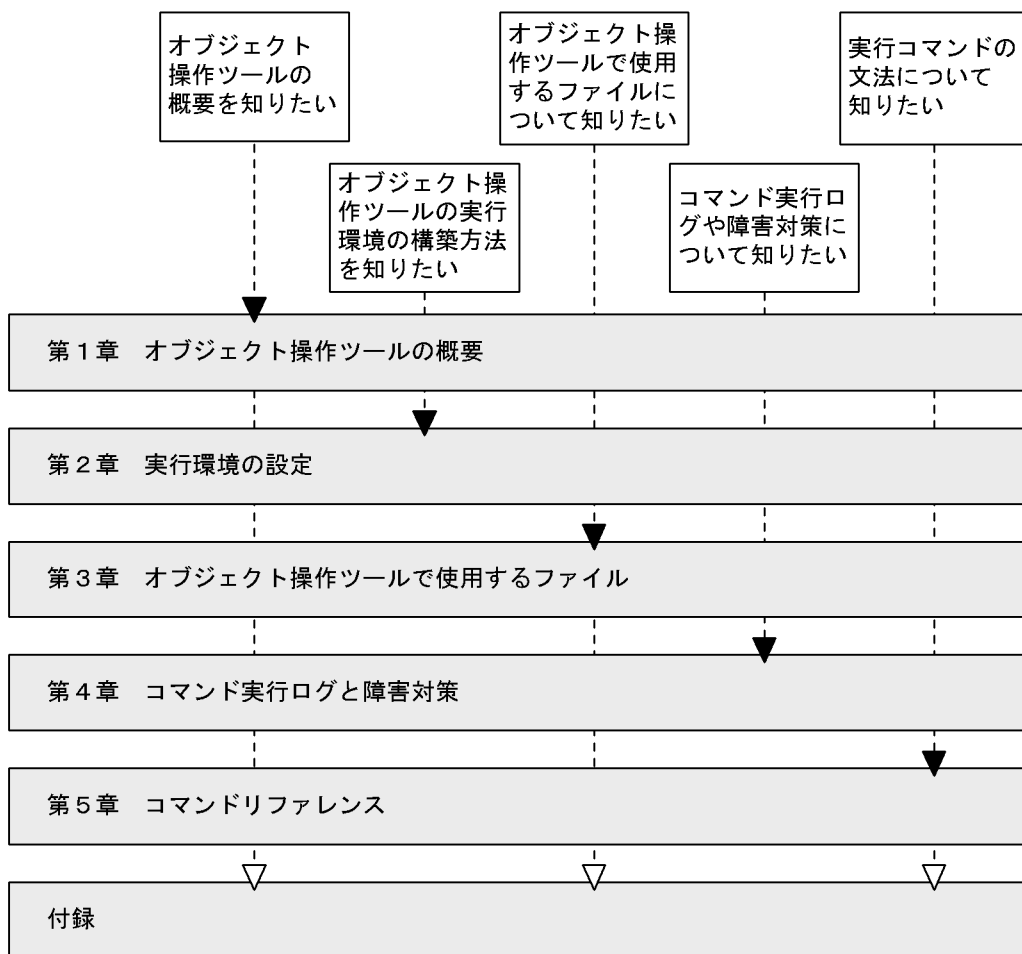 オブジェクト
操作ツールの
概要を知りたい
オブジェクト操
作ツールで使用
するファイルに
ついて知りたい
実行コマンドの
文法について
知りたい
オブジェクト操
作ツールの実行
環境の構築方法
を知りたい
コマンド実行ロ
グや障害対策に
ついて知りたい
第１章　オブジェクト操作ツールの概要
第２章　実行環境の設定
第３章　オブジェクト操作ツールで使用するファイル
第４章　コマンド実行ログと障害対策
第５章　コマンドリファレンス
付録